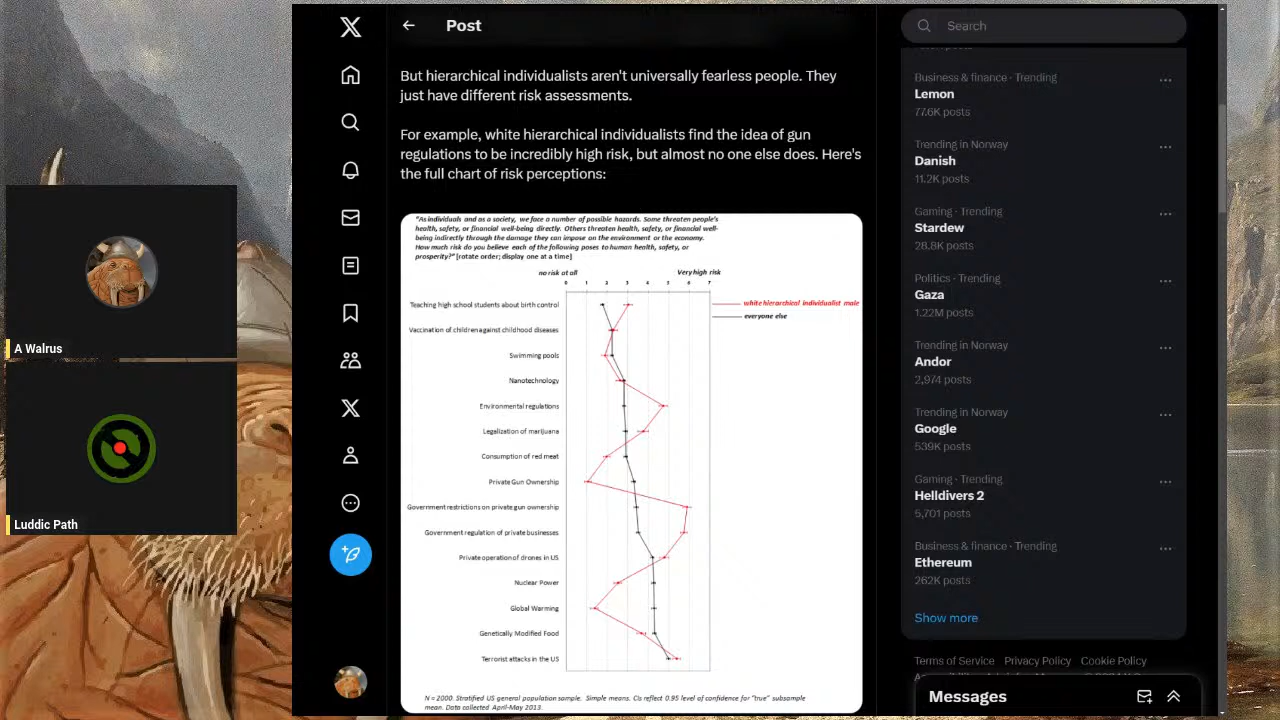 Post
But hierarchical individualists aren't universally fearless people. They
just have different risk assessments.
For example, white hierarchical individualists find the idea of gun
regulations to be incredibly high risk, but almost no one else does. Here's
the full chart of risk perceptions:
"As individuals and as a society, we face a number of possible hazards. Some threaten people's
health, safety, or financial well-being directly. Others threaten health, safety, or financial well-
being indirectly through the damage they can impose on the environment or the economy.
How much risk do you believe each of the following poses to human health, safety, or
prosperity?" [rotate order; display one at a time]
no risk at all
Very high risk
0 1 2 3 4 5 6 7
white hierarchical individualist male
everyone else
Teaching high school students about birth control
Vaccination of children against childhood diseases
Swimming pools
Nanotechnology
Environmental regulations
Legalization of marijuana
Consumption of red meat
Private Gun Ownership
Government restrictions on private gun ownership
Government regulation of private businesses
Private operation of drones in US
Nuclear Power
Global Warming
Genetically Modified Food
Terrorist attacks in the US
N = 2000. Stratified US general population sample. Simple means. CIs reflect 0.95 level of confidence for "true" subsample
mean. Data collected April-May 2013.
A Walrus
Luddic Path
Search
Business & finance · Trending
Lemon
77.6K posts
Trending in Norway
Danish
11.2K posts
Gaming · Trending
Stardew
28.8K posts
Politics · Trending
Gaza
1.22M posts
Trending in Norway
Andor
2,974 posts
Trending in Norway
Google
539K posts
Gaming · Trending
Helldivers 2
5,701 posts
Business & finance · Trending
Ethereum
262K posts
Show more
Terms of Service Privacy Policy Cookie Policy
Messages